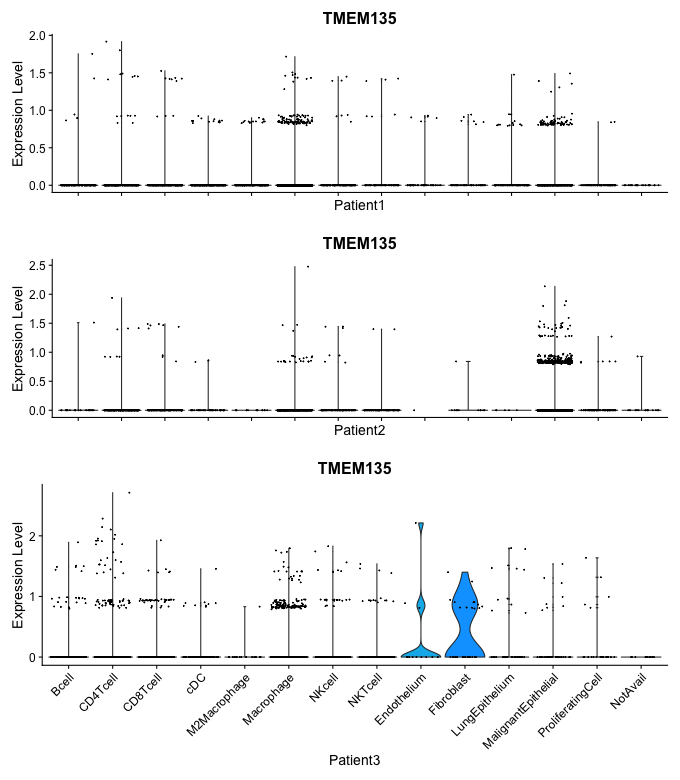 TMEM135
2.0
1.5
1.0
0.5
0.0
Expression Level
Patient1
TMEM135
2.5
2.0
1.5
1.0
0.5
0.0
Expression Level
Patient2
TMEM135
2
1
0
Expression Level
Bcell
CD4Tcell
CD8Tcell
cDC
M2Macrophage
Macrophage
NKcell
NKTcell
Endothelium
Fibroblast
LungEpithelium
MalignantEpithelial
ProliferatingCell
NotAvail
Patient3